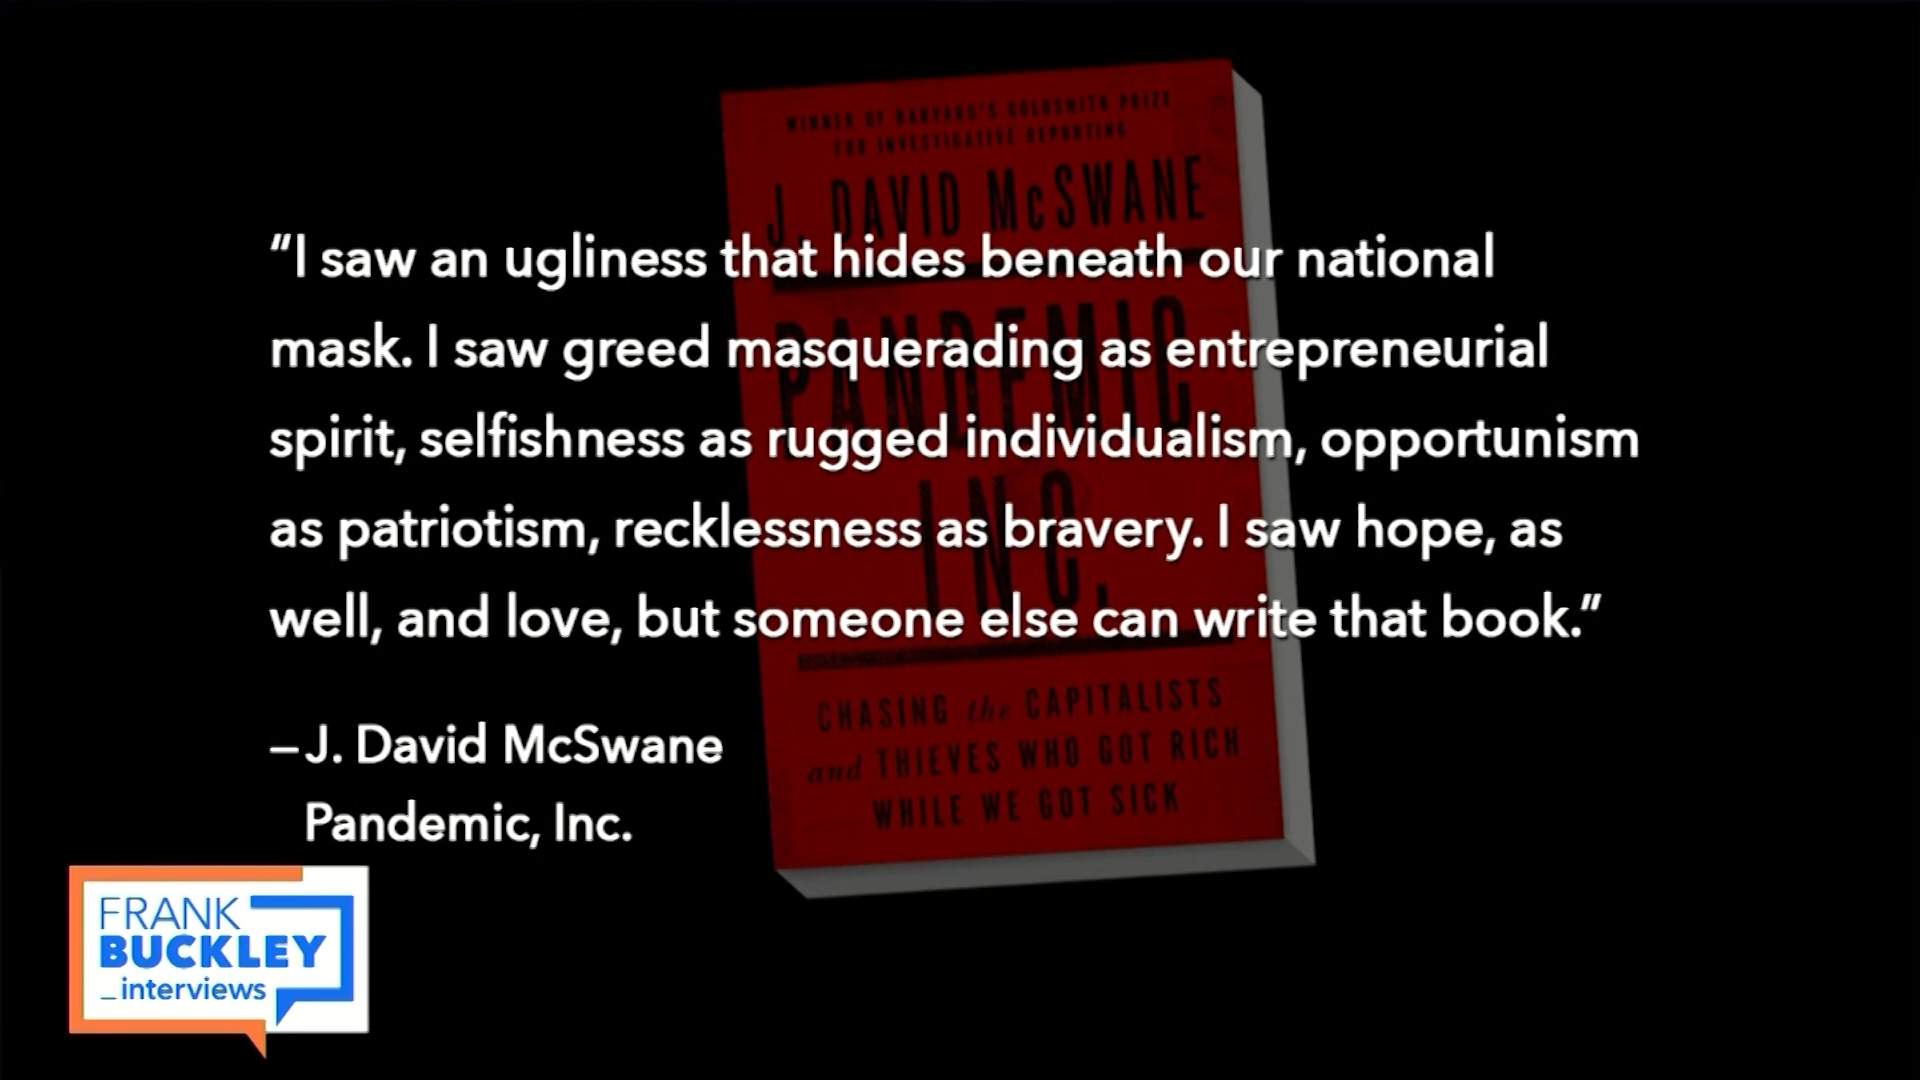 WINNER OF HARVARD'S GOLDSMITH PRIZE
FOR INVESTIGATIVE REPORTING
J. DAVID McSWANE
PANDEMIC
INC.
CHASING the CAPITALISTS
and THIEVES WHO GOT RICH
WHILE WE GOT SICK
“I saw an ugliness that hides beneath our national
mask. I saw greed masquerading as entrepreneurial
spirit, selfishness as rugged individualism, opportunism
as patriotism, recklessness as bravery. I saw hope, as
well, and love, but someone else can write that book.”
–J. David McSwane
Pandemic, Inc.
FRANK
BUCKLEY
_interviews